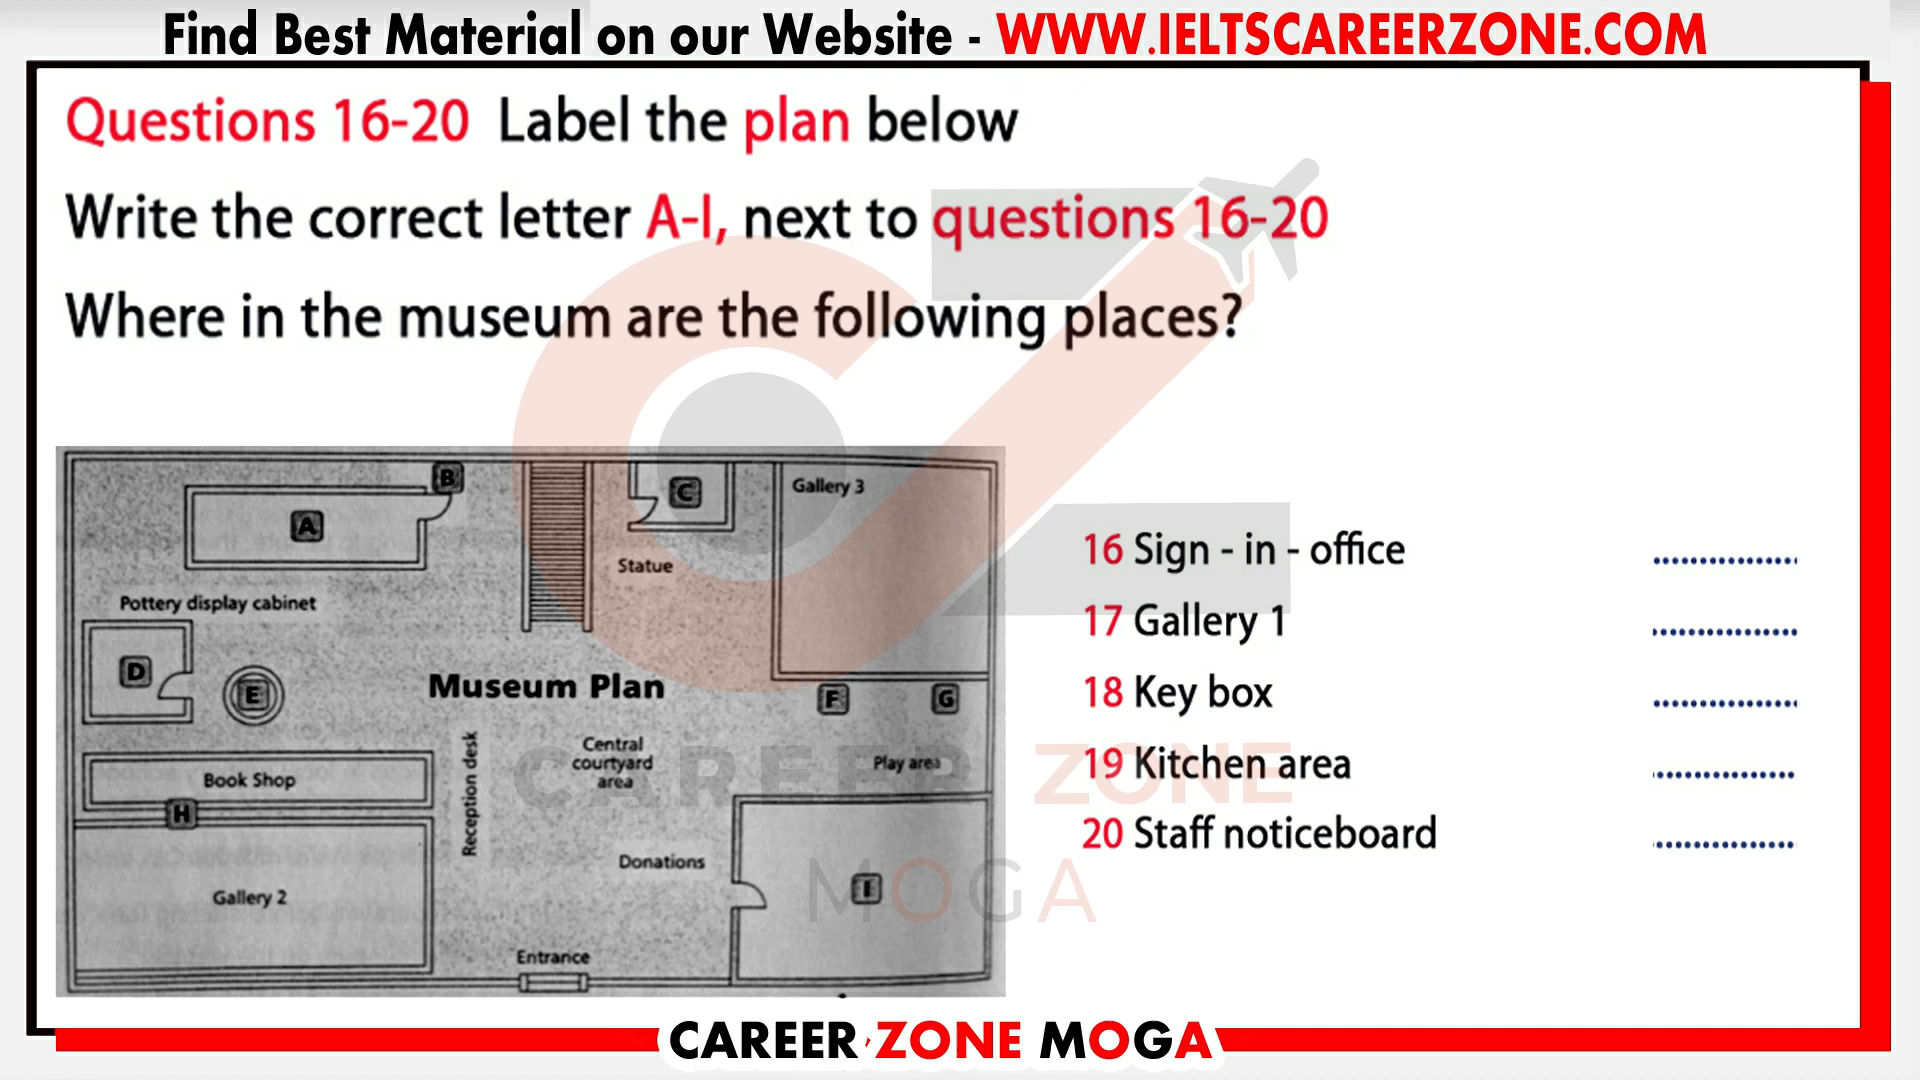 Find Best Material on our Website - WWW.IELTSCAREERZONE.COM
Questions 16-20 Label the plan below
Write the correct letter A-I, next to questions 16-20
Where in the museum are the following places?
B
A
C
Gallery 3
Statue
Pottery display cabinet
D
E
Museum Plan
F
G
Reception desk
Central
courtyard
area
Play area
Book Shop
H
Donations
I
Gallery 2
Entrance
16 Sign - in - office ................
17 Gallery 1 ................
18 Key box ................
19 Kitchen area ................
20 Staff noticeboard ................
CAREER ZONE
MOGA
CAREER ZONE MOGA